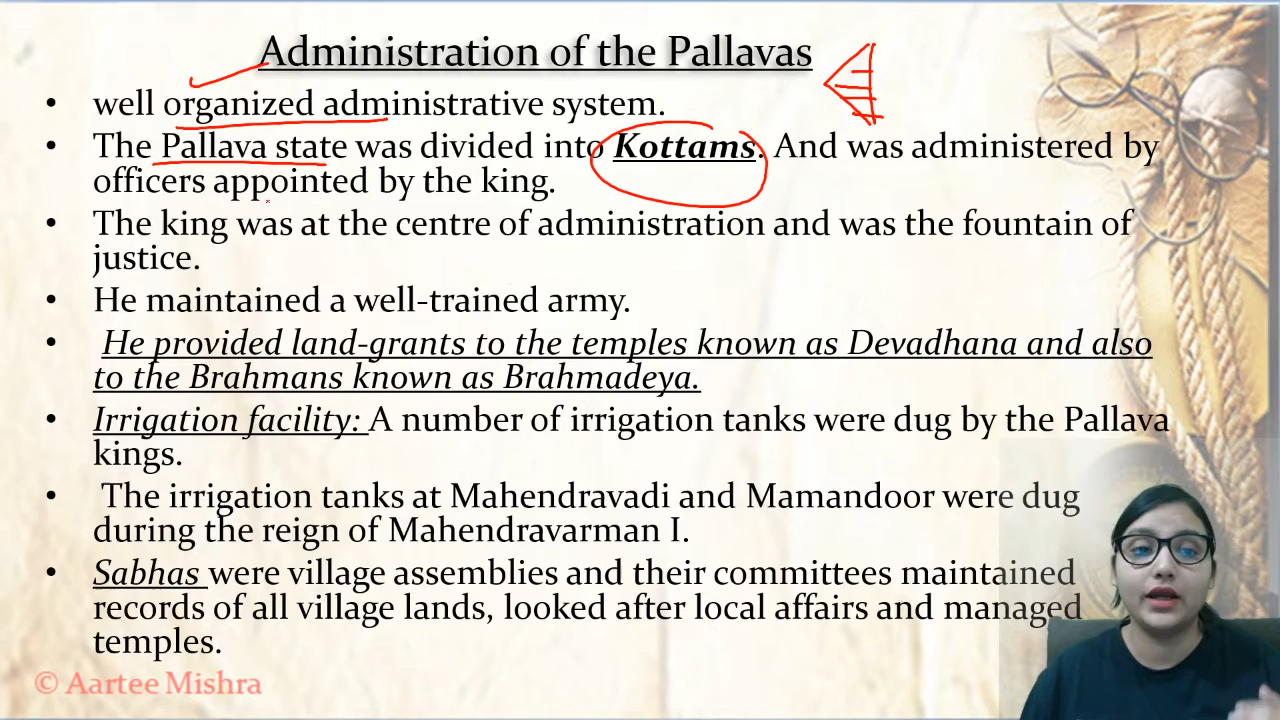 Administration of the Pallavas
• well organized administrative system.
• The Pallava state was divided into Kottams. And was administered by
officers appointed by the king.
• The king was at the centre of administration and was the fountain of
justice.
• He maintained a well-trained army.
• He provided land-grants to the temples known as Devadhana and also
to the Brahmans known as Brahmadeya.
• Irrigation facility: A number of irrigation tanks were dug by the Pallava
kings.
• The irrigation tanks at Mahendravadi and Mamandoor were dug
during the reign of Mahendravarman I.
• Sabhas were village assemblies and their committees maintained
records of all village lands, looked after local affairs and managed
temples.
© Aartee Mishra